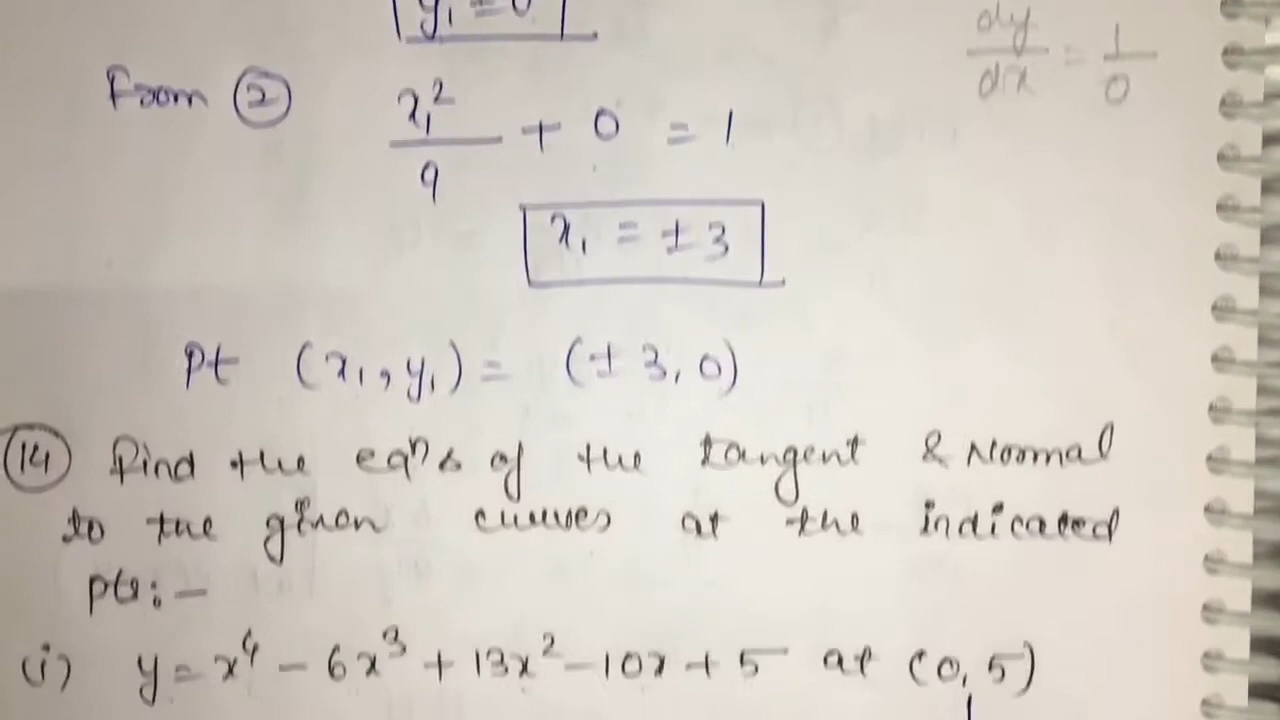 y₁ = 0
dy/dx = 1/0
From ② x₁²/9 + 0 = 1
x₁ = ± 3
Pt (x₁, y₁) = (± 3, 0)
⑭ Find the eqⁿs of the tangent & Normal
to the given curves at the indicated
pts: –
(i) y = x⁴ – 6x³ + 13x² – 10x + 5 at (0, 5)